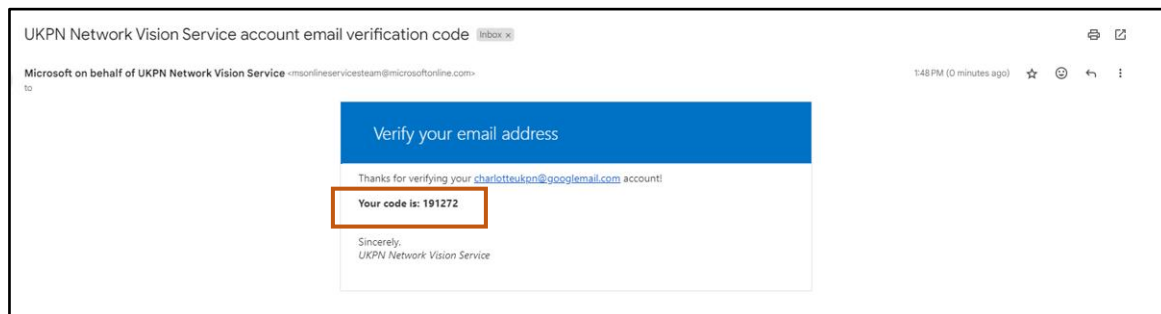 UKPN Network Vision Service account email verification code Inbox ×
Microsoft on behalf of UKPN Network Vision Service <msonlineservicesteam@microsoftonline.com> 1:48 PM (0 minutes ago)
to
Verify your email address
Thanks for verifying your charlotteukpn@googlemail.com account!
Your code is: 191272
Sincerely,
UKPN Network Vision Service